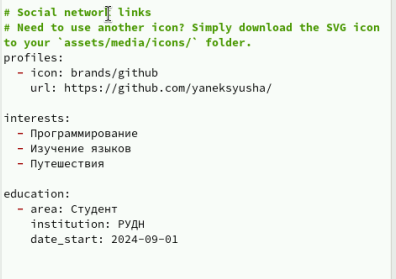 # Social network links
# Need to use another icon? Simply download the SVG icon
to your `assets/media/icons/` folder.
profiles:
  - icon: brands/github
    url: https://github.com/yaneksyusha/

interests:
  - Программирование
  - Изучение языков
  - Путешествия

education:
  - area: Студент
    institution: РУДН
    date_start: 2024-09-01